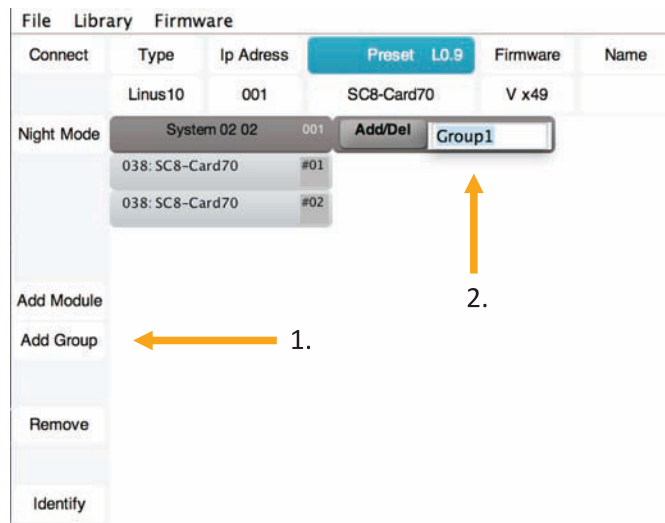 File Library Firmware
Connect Type Ip Adress Preset L0.9 Firmware Name
Linus10 001 SC8-Card70 V x49
Night Mode System 02 02 001 Add/Del Group1
038: SC8-Card70 #01
038: SC8-Card70 #02
2.
Add Module
Add Group 1.
Remove
Identify